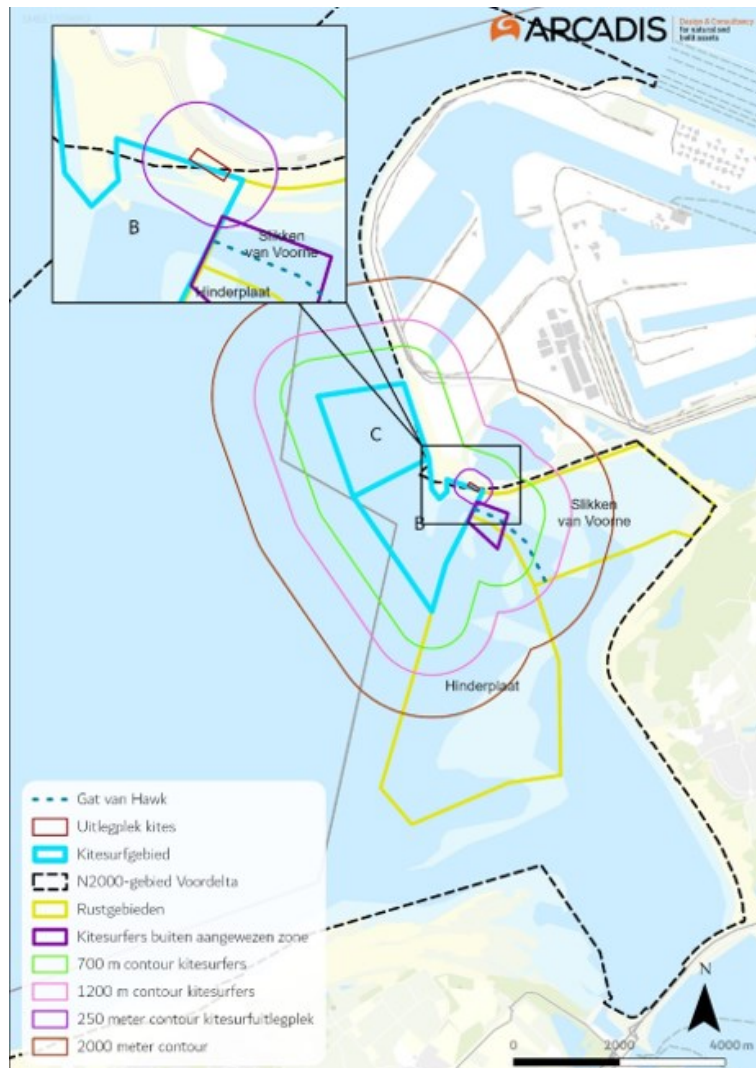 ARCADIS
Design & Consultancy
for natural and
built assets
B
Slikken
van Voorne
Hinderplaat
C
B
Slikken
van Voorne
Hinderplaat
Gat van Hawk
Uitlegplek kites
Kitesurfgebied
N2000-gebied Voordelta
Rustgebieden
Kitesurfers buiten aangewezen zone
700 m contour kitesurfers
1200 m contour kitesurfers
250 meter contour kitesurfuitlegplek
2000 meter contour
N
0 2000 4000 m